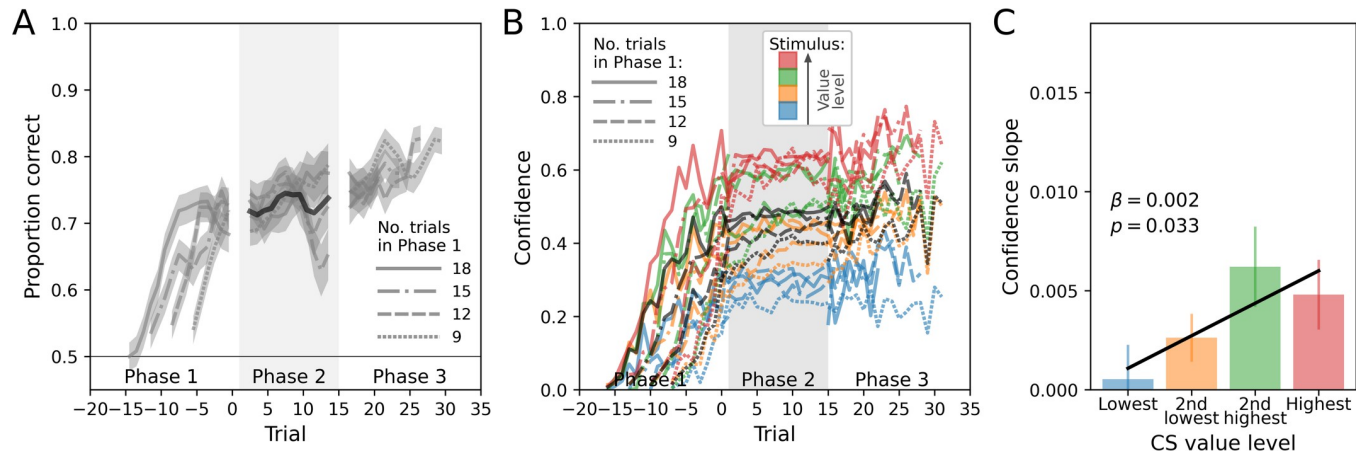 A
Proportion correct
1.0
0.9
0.8
0.7
0.6
0.5
No. trials
in Phase 1
18
15
12
9
Phase 1
Phase 2
Phase 3
−20 −15 −10 −5 0 5 10 15 20 25 30 35
Trial
B
Confidence
1.0
0.8
0.6
0.4
0.2
0.0
No. trials
in Phase 1:
18
15
12
9
Stimulus:
Value
level
Phase 1
Phase 2
Phase 3
−20 −15 −10 −5 0 5 10 15 20 25 30 35
Trial
C
Confidence slope
0.015
0.010
0.005
0.000
β = 0.002
p = 0.033
Lowest
2nd
lowest
2nd
highest
Highest
CS value level